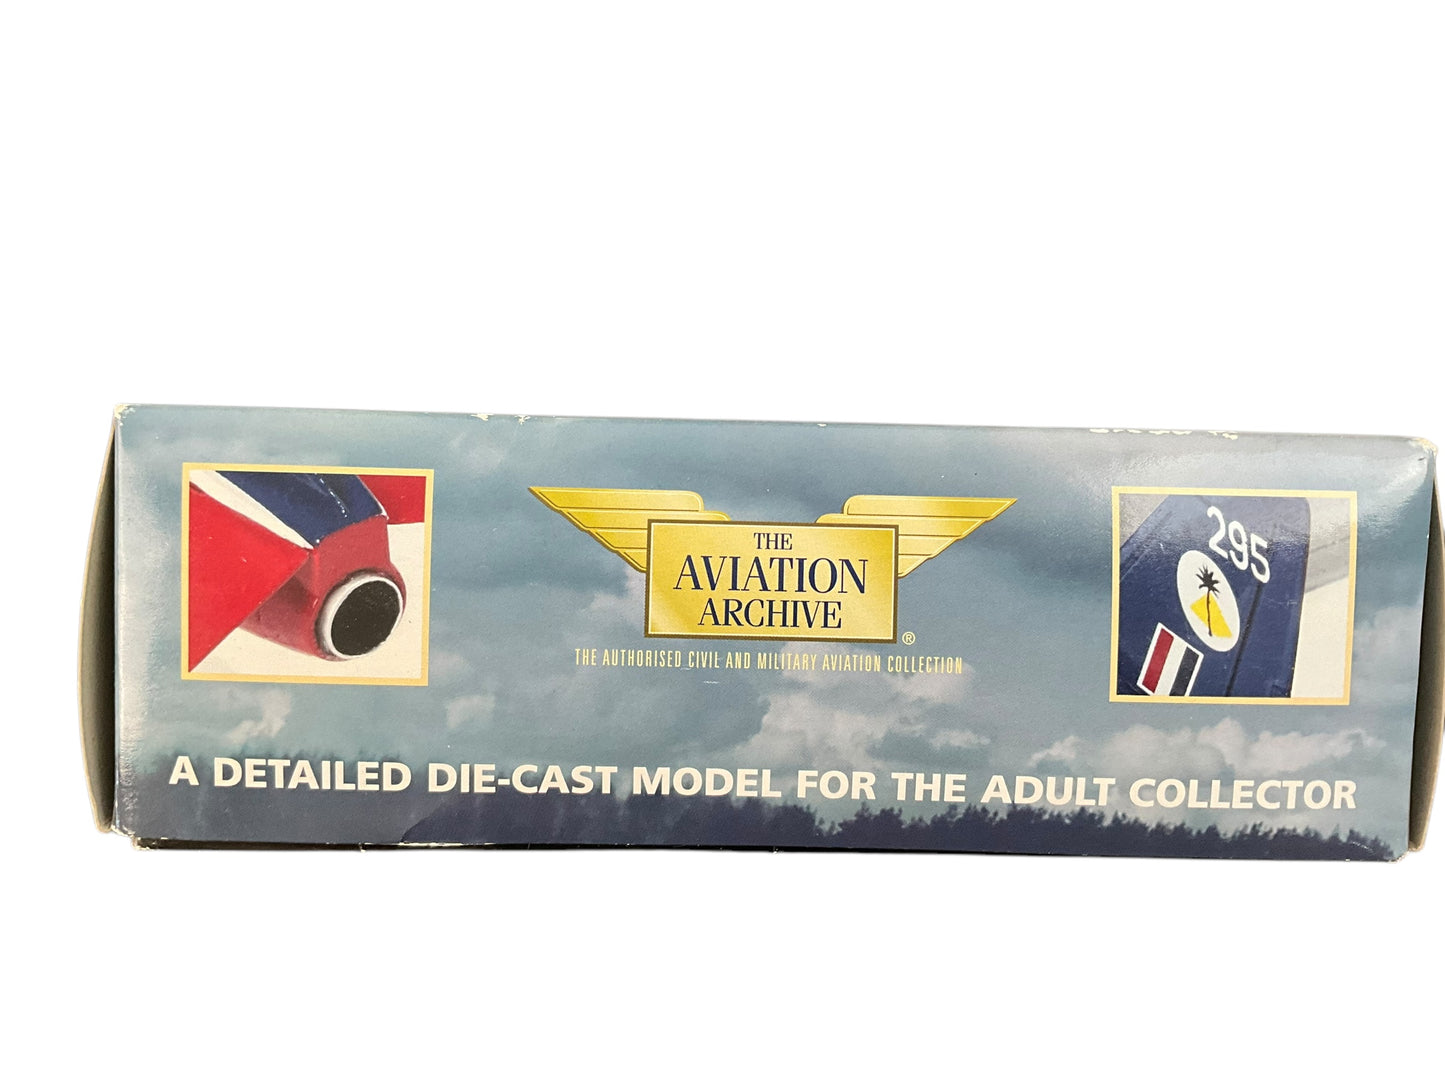 THE
AVIATION
ARCHIVE
®
THE AUTHORISED CIVIL AND MILITARY AVIATION COLLECTION
295
A DETAILED DIE-CAST MODEL FOR THE ADULT COLLECTOR